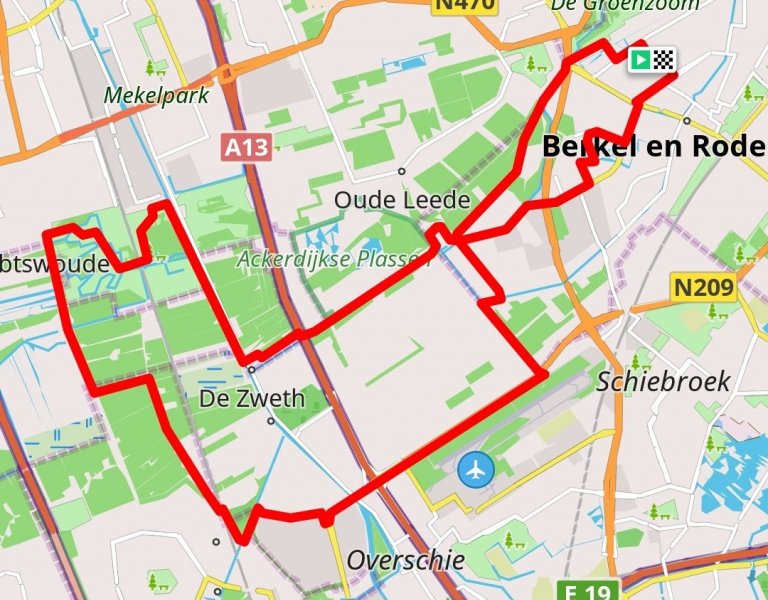 N470
De Groenzoom
Mekelpark
A13
Berkel en Rode
Oude Leede
Ackerdijkse Plassen
btswoude
N209
Schiebroek
De Zweth
Overschie
E 19